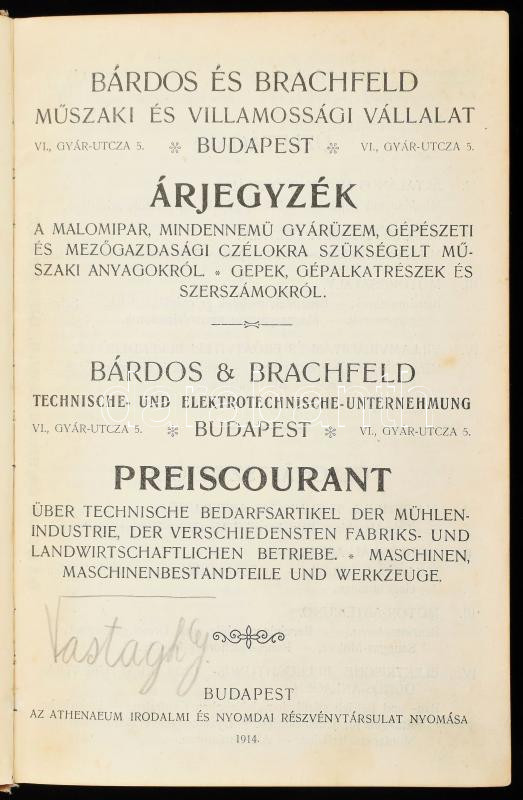 BÁRDOS ÉS BRACHFELD
MŰSZAKI ÉS VILLAMOSSÁGI VÁLLALAT
VI., GYÁR-UTCZA 5. BUDAPEST VI., GYÁR-UTCZA 5.
ÁRJEGYZÉK
A MALOMIPAR, MINDENNEMÜ GYÁRÜZEM, GÉPÉSZETI
ÉS MEZŐGAZDASÁGI CZÉLOKRA SZÜKSÉGELT MŰ-
SZAKI ANYAGOKRÓL. * GEPEK, GÉPALKATRÉSZEK ÉS
SZERSZÁMOKRÓL.
BÁRDOS & BRACHFELD
TECHNISCHE- UND ELEKTROTECHNISCHE-UNTERNEHMUNG
VI., GYÁR-UTCZA 5. BUDAPEST VI., GYÁR-UTCZA 5.
PREISCOURANT
ÜBER TECHNISCHE BEDARFSARTIKEL DER MÜHLEN-
INDUSTRIE, DER VERSCHIEDENSTEN FABRIKS- UND
LANDWIRTSCHAFTLICHEN BETRIEBE. * MASCHINEN,
MASCHINENBESTANDTEILE UND WERKZEUGE.
Vastagh Gy.
BUDAPEST
AZ ATHENAEUM IRODALMI ÉS NYOMDAI RÉSZVÉNYTÁRSULAT NYOMÁSA
1914.